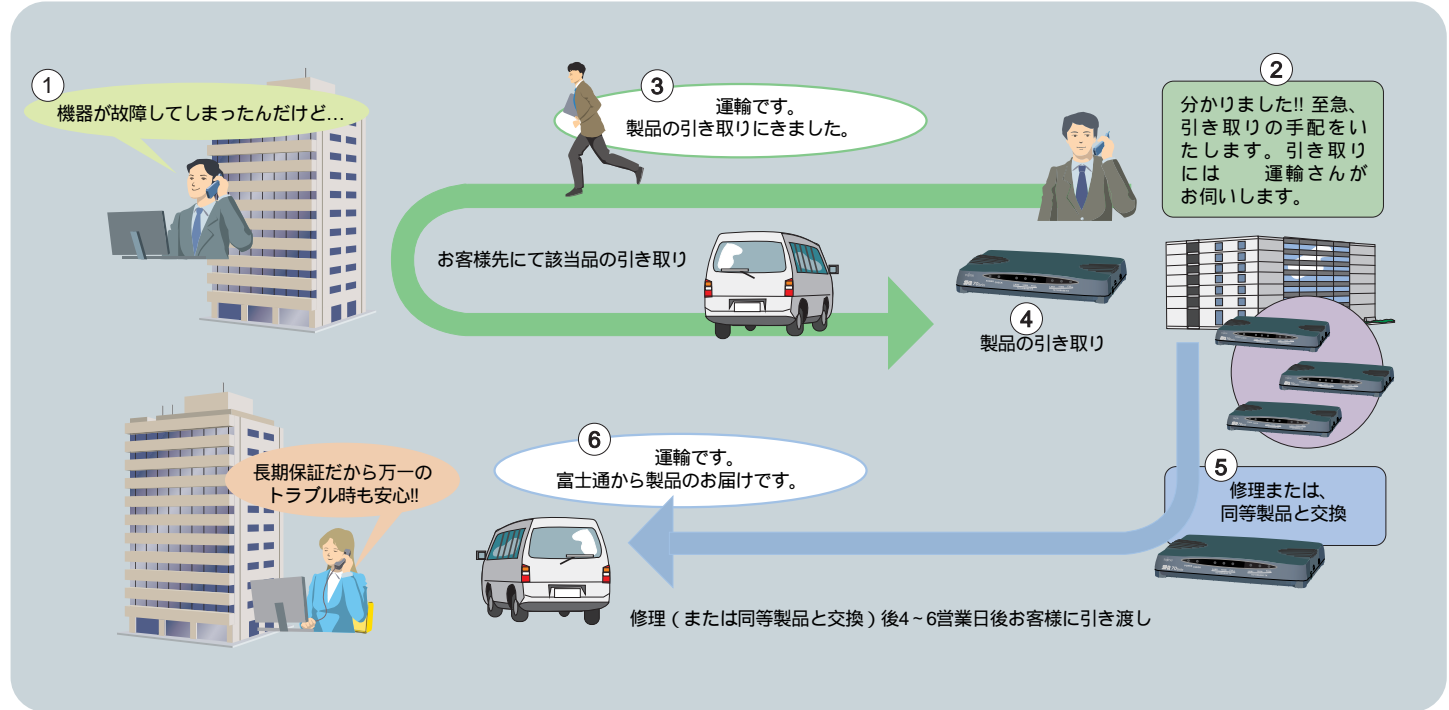 ①
機器が故障してしまったんだけど…
②
分かりました!! 至急、
引き取りの手配をい
たします。引き取り
には　　運輸さんが
お伺いします。
③
運輸です。
製品の引き取りにきました。
お客様先にて該当品の引き取り
④
製品の引き取り
⑤
修理または、
同等製品と交換
⑥
運輸です。
富士通から製品のお届けです。
長期保証だから万一の
トラブル時も安心!!
修理（または同等製品と交換）後4~6営業日後お客様に引き渡し